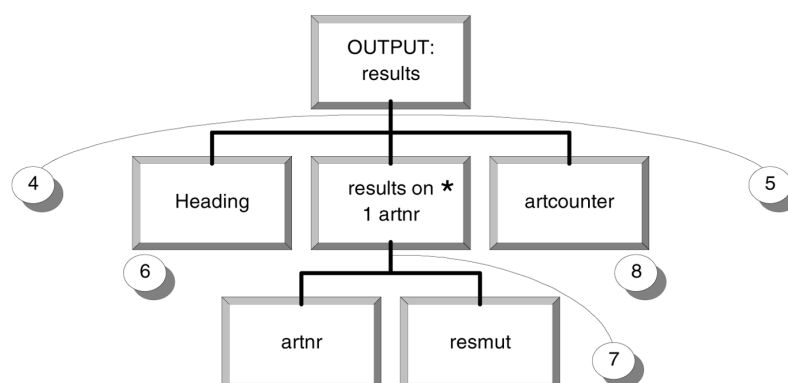 OUTPUT:
results
4
5
Heading
results on *
1 artnr
artcounter
6
8
artnr
resmut
7